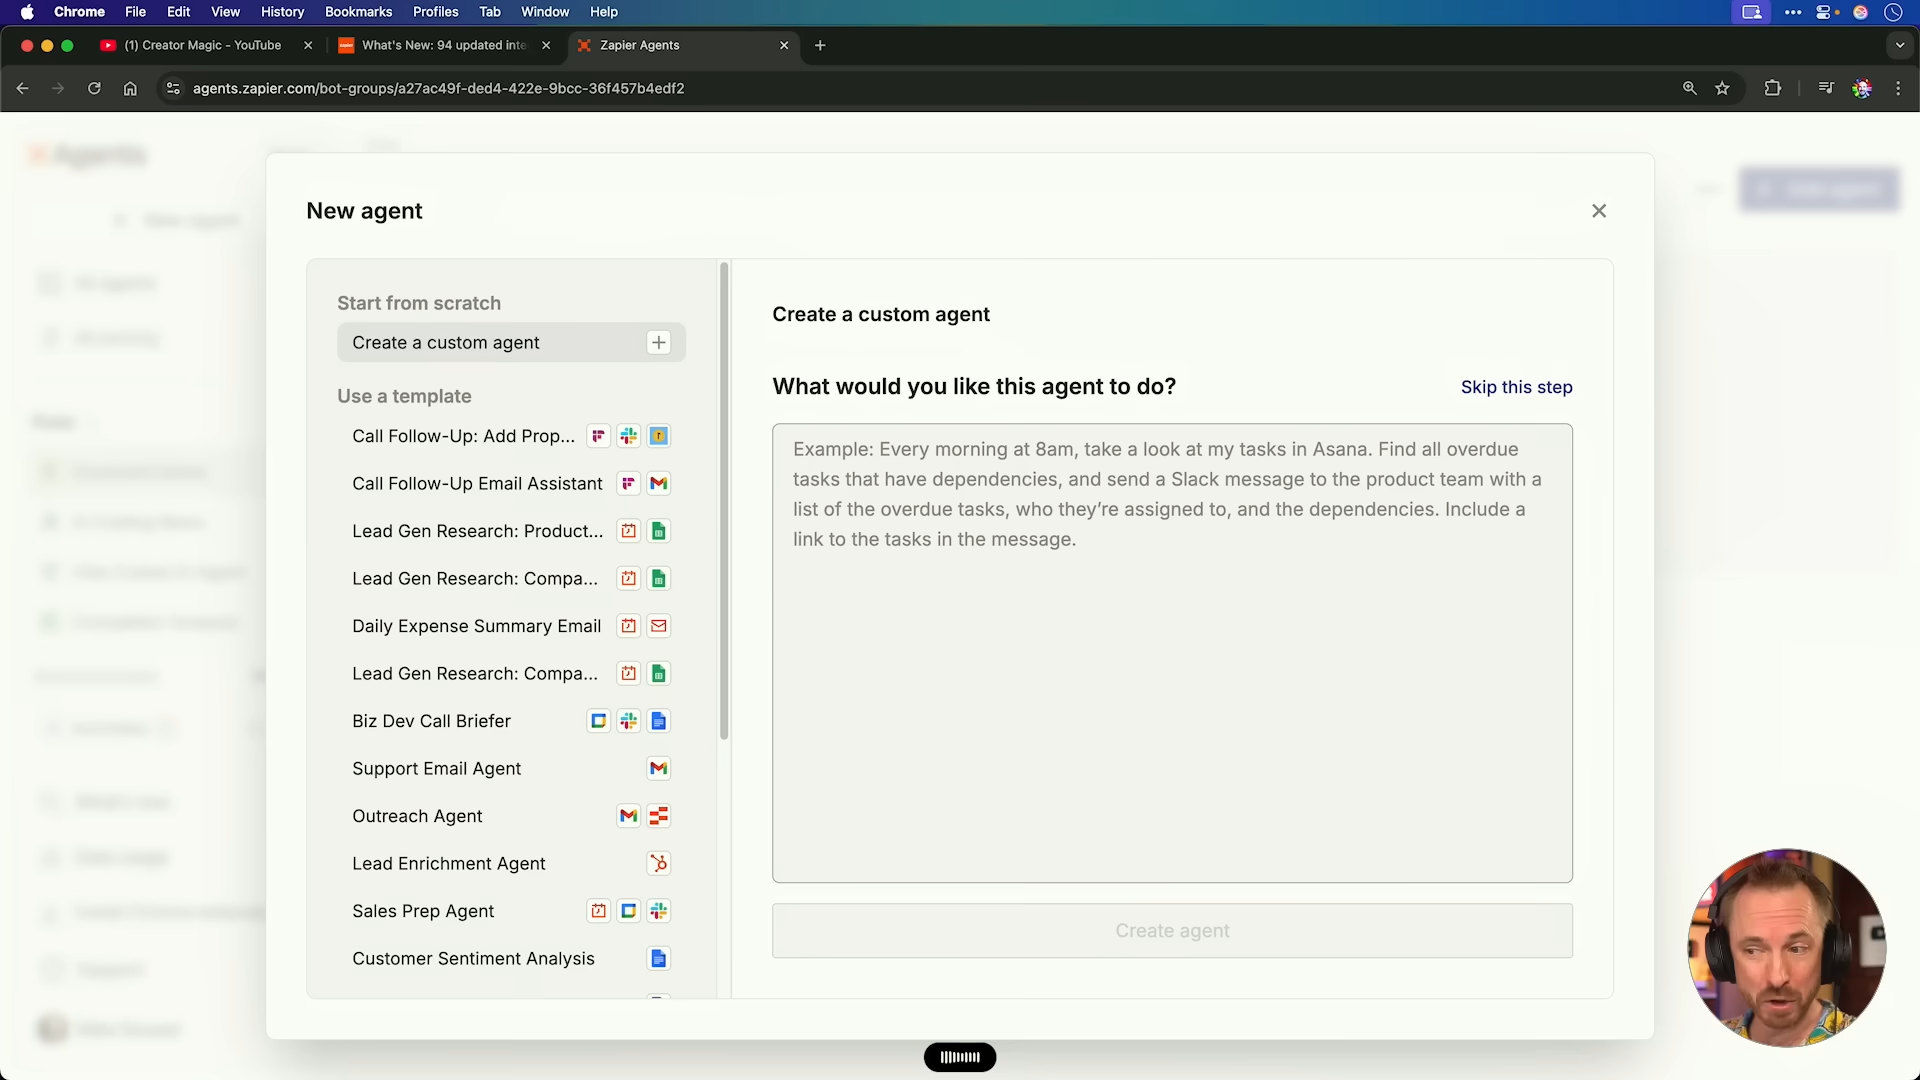 Chrome File Edit View History Bookmarks Profiles Tab Window Help
(1) Creator Magic - YouTube
What's New: 94 updated inte
Zapier Agents
agents.zapier.com/bot-groups/a27ac49f-ded4-422e-9bcc-36f457b4edf2
Agents
New agent
Start from scratch
Create a custom agent
Use a template
Call Follow-Up: Add Prop...
Call Follow-Up Email Assistant
Lead Gen Research: Product...
Lead Gen Research: Compa...
Daily Expense Summary Email
Lead Gen Research: Compa...
Biz Dev Call Briefer
Support Email Agent
Outreach Agent
Lead Enrichment Agent
Sales Prep Agent
Customer Sentiment Analysis
Create a custom agent
What would you like this agent to do?
Skip this step
Example: Every morning at 8am, take a look at my tasks in Asana. Find all overdue
tasks that have dependencies, and send a Slack message to the product team with a
list of the overdue tasks, who they’re assigned to, and the dependencies. Include a
link to the tasks in the message.
Create agent